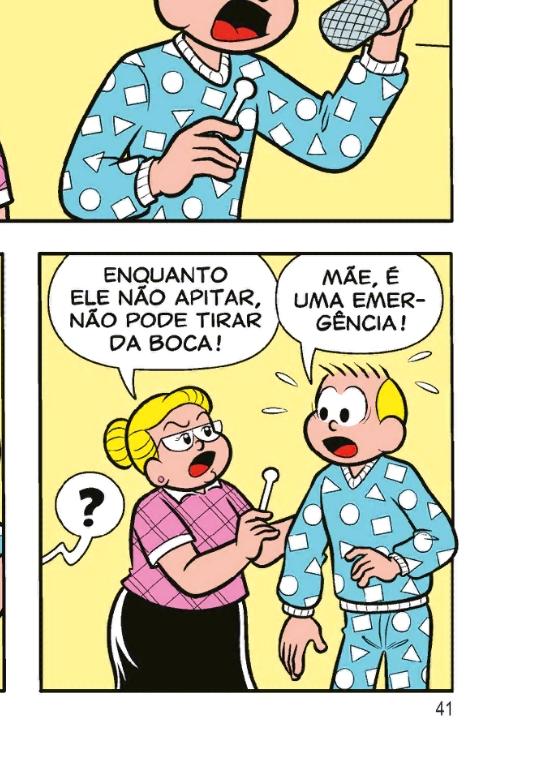 ENQUANTO
ELE NÃO APITAR,
NÃO PODE TIRAR
DA BOCA!
MÃE, É
UMA EMER-
GÊNCIA!
?
41